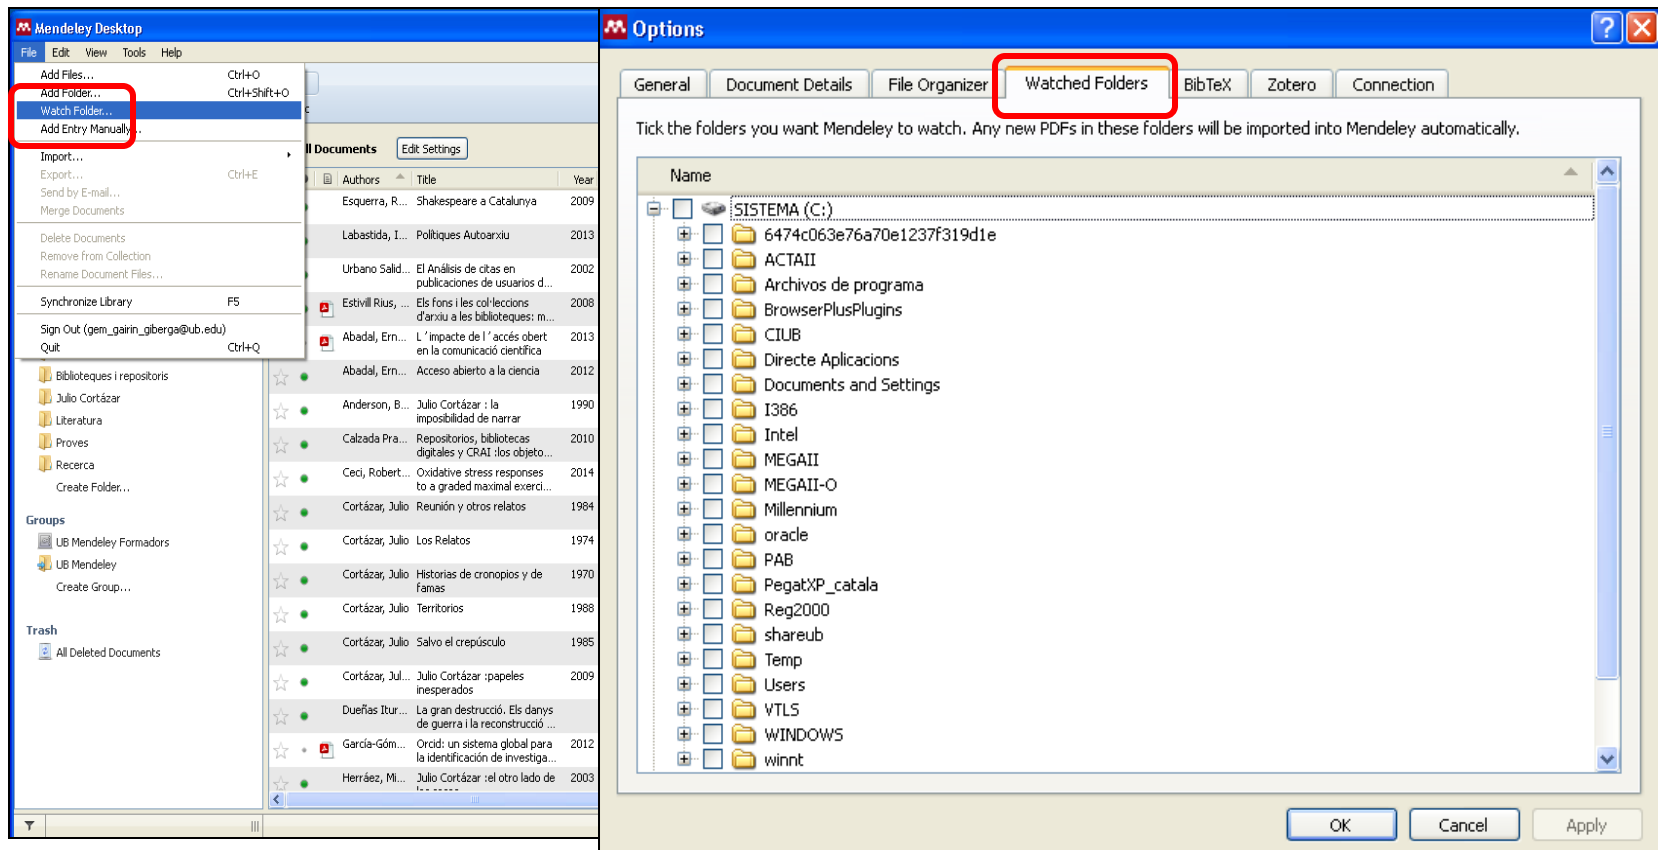 Mendeley Desktop
File Edit View Tools Help
Add Files... Ctrl+O
Add Folder... Ctrl+Shift+O
Watch Folder...
Add Entry Manually...
Import...
Export... Ctrl+E
Send by E-mail...
Merge Documents
Delete Documents
Remove from Collection
Rename Document Files...
Synchronize Library F5
Sign Out (gem_gairin_giberga@ub.edu)
Quit Ctrl+Q
Biblioteques i repositoris
Julio Cortázar
Literatura
Proves
Recerca
Create Folder...
Groups
UB Mendeley Formadors
UB Mendeley
Create Group...
Trash
All Deleted Documents
ll Documents Edit Settings
Authors Title Year
Esquerra, R... Shakespeare a Catalunya 2009
Labastida, I... Polítiques Autoarxiu 2013
Urbano Salid... El Análisis de citas en 2002
publicaciones de usuarios d...
Estivill Rius, ... Els fons i les col·leccions 2008
d'arxiu a les biblioteques: m...
Abadal, Ern... L ' impacte de l ' accés obert 2013
en la comunicació científica
Abadal, Ern... Acceso abierto a la ciencia 2012
Anderson, B... Julio Cortázar : la 1990
imposibilidad de narrar
Calzada Pra... Repositorios, bibliotecas 2010
digitales y CRAI :los objeto...
Ceci, Robert... Oxidative stress responses 2014
to a graded maximal exerci...
Cortázar, Julio Reunión y otros relatos 1984
Cortázar, Julio Los Relatos 1974
Cortázar, Julio Historias de cronopios y de 1970
famas
Cortázar, Julio Territorios 1988
Cortázar, Julio Salvo el crepúsculo 1985
Cortázar, Jul... Julio Cortázar :papeles 2009
inesperados
Dueñas Itur... La gran destrucció. Els danys
de guerra i la reconstrucció ...
García-Góm... Orcid: un sistema global para 2012
la identificación de investiga...
Herráez, Mi... Julio Cortázar :el otro lado de 2003
Options
General Document Details File Organizer Watched Folders BibTeX Zotero Connection
Tick the folders you want Mendeley to watch. Any new PDFs in these folders will be imported into Mendeley automatically.
Name
SISTEMA (C:)
6474c063e76a70e1237f319d1e
ACTAII
Archivos de programa
BrowserPlusPlugins
CIUB
Directe Aplicacions
Documents and Settings
I386
Intel
MEGAII
MEGAII-O
Millennium
oracle
PAB
PegatXP_catala
Reg2000
shareub
Temp
Users
VTLS
WINDOWS
winnt
OK Cancel Apply